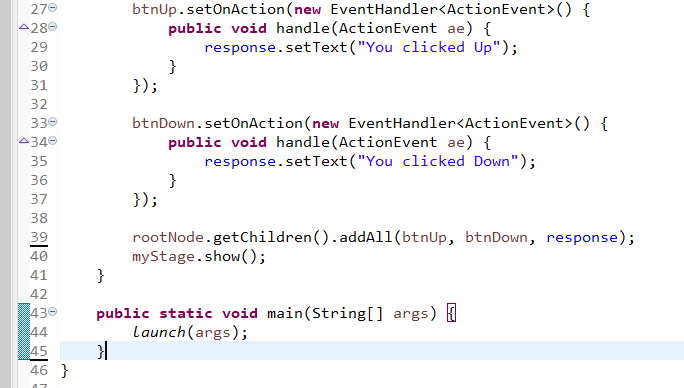 27 btnUp.setOnAction(new EventHandler<ActionEvent>() {
28 public void handle(ActionEvent ae) {
29 response.setText("You clicked Up");
30 }
31 });
32
33 btnDown.setOnAction(new EventHandler<ActionEvent>() {
34 public void handle(ActionEvent ae) {
35 response.setText("You clicked Down");
36 }
37 });
38
39 rootNode.getChildren().addAll(btnUp, btnDown, response);
40 myStage.show();
41 }
42
43 public static void main(String[] args) {
44 launch(args);
45 }
46 }